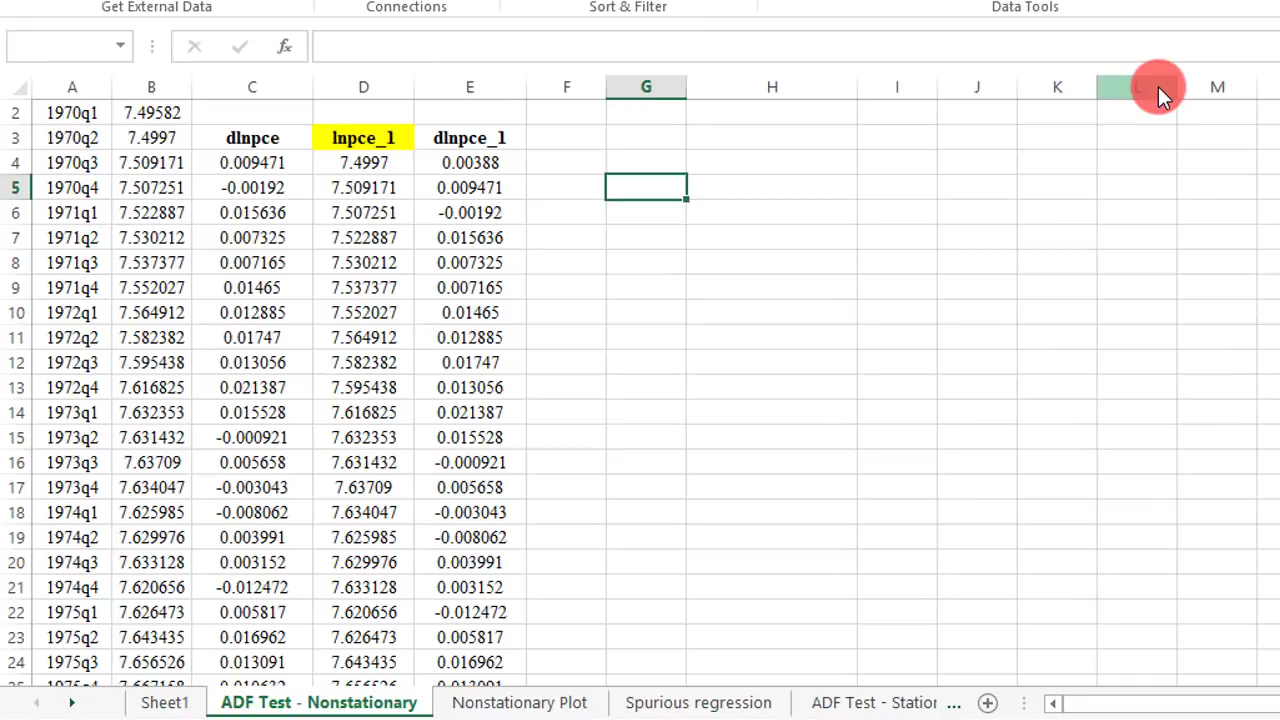 Get External Data Connections Sort & Filter Data Tools
fx
A B C D E F G H I J K L M
2 1970q1 7.49582
3 1970q2 7.4997 dlnpce lnpce_1 dlnpce_1
4 1970q3 7.509171 0.009471 7.4997 0.00388
5 1970q4 7.507251 -0.00192 7.509171 0.009471
6 1971q1 7.522887 0.015636 7.507251 -0.00192
7 1971q2 7.530212 0.007325 7.522887 0.015636
8 1971q3 7.537377 0.007165 7.530212 0.007325
9 1971q4 7.552027 0.01465 7.537377 0.007165
10 1972q1 7.564912 0.012885 7.552027 0.01465
11 1972q2 7.582382 0.01747 7.564912 0.012885
12 1972q3 7.595438 0.013056 7.582382 0.01747
13 1972q4 7.616825 0.021387 7.595438 0.013056
14 1973q1 7.632353 0.015528 7.616825 0.021387
15 1973q2 7.631432 -0.000921 7.632353 0.015528
16 1973q3 7.63709 0.005658 7.631432 -0.000921
17 1973q4 7.634047 -0.003043 7.63709 0.005658
18 1974q1 7.625985 -0.008062 7.634047 -0.003043
19 1974q2 7.629976 0.003991 7.625985 -0.008062
20 1974q3 7.633128 0.003152 7.629976 0.003991
21 1974q4 7.620656 -0.012472 7.633128 0.003152
22 1975q1 7.626473 0.005817 7.620656 -0.012472
23 1975q2 7.643435 0.016962 7.626473 0.005817
24 1975q3 7.656526 0.013091 7.643435 0.016962
Sheet1 ADF Test - Nonstationary Nonstationary Plot Spurious regression ADF Test - Station ...